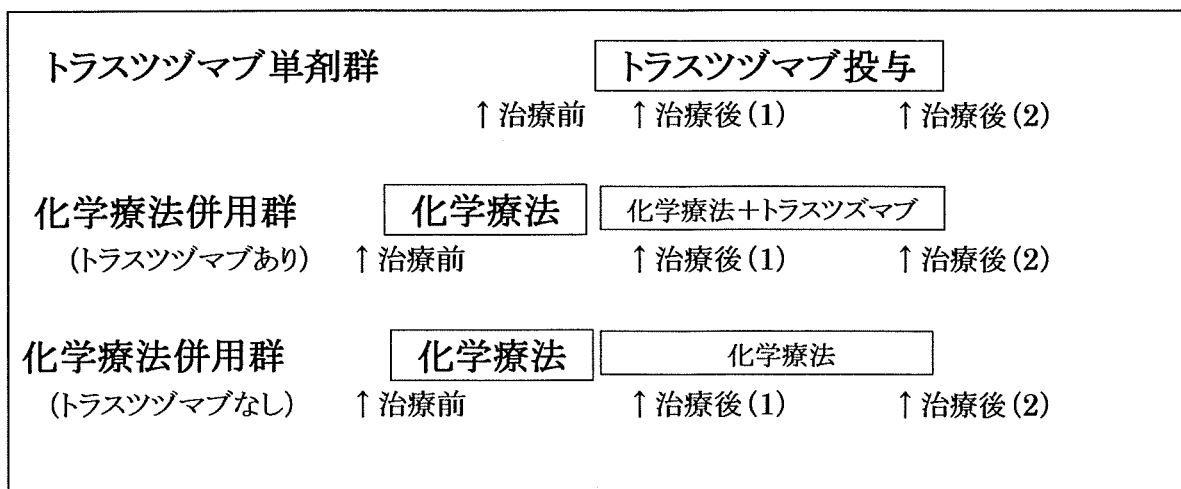 トラスツヅマブ単剤群 トラスツヅマブ投与
↑治療前 ↑治療後(1) ↑治療後(2)
化学療法併用群 化学療法 化学療法+トラスツズマブ
(トラスツヅマブあり) ↑治療前 ↑治療後(1) ↑治療後(2)
化学療法併用群 化学療法 化学療法
(トラスツヅマブなし) ↑治療前 ↑治療後(1) ↑治療後(2)